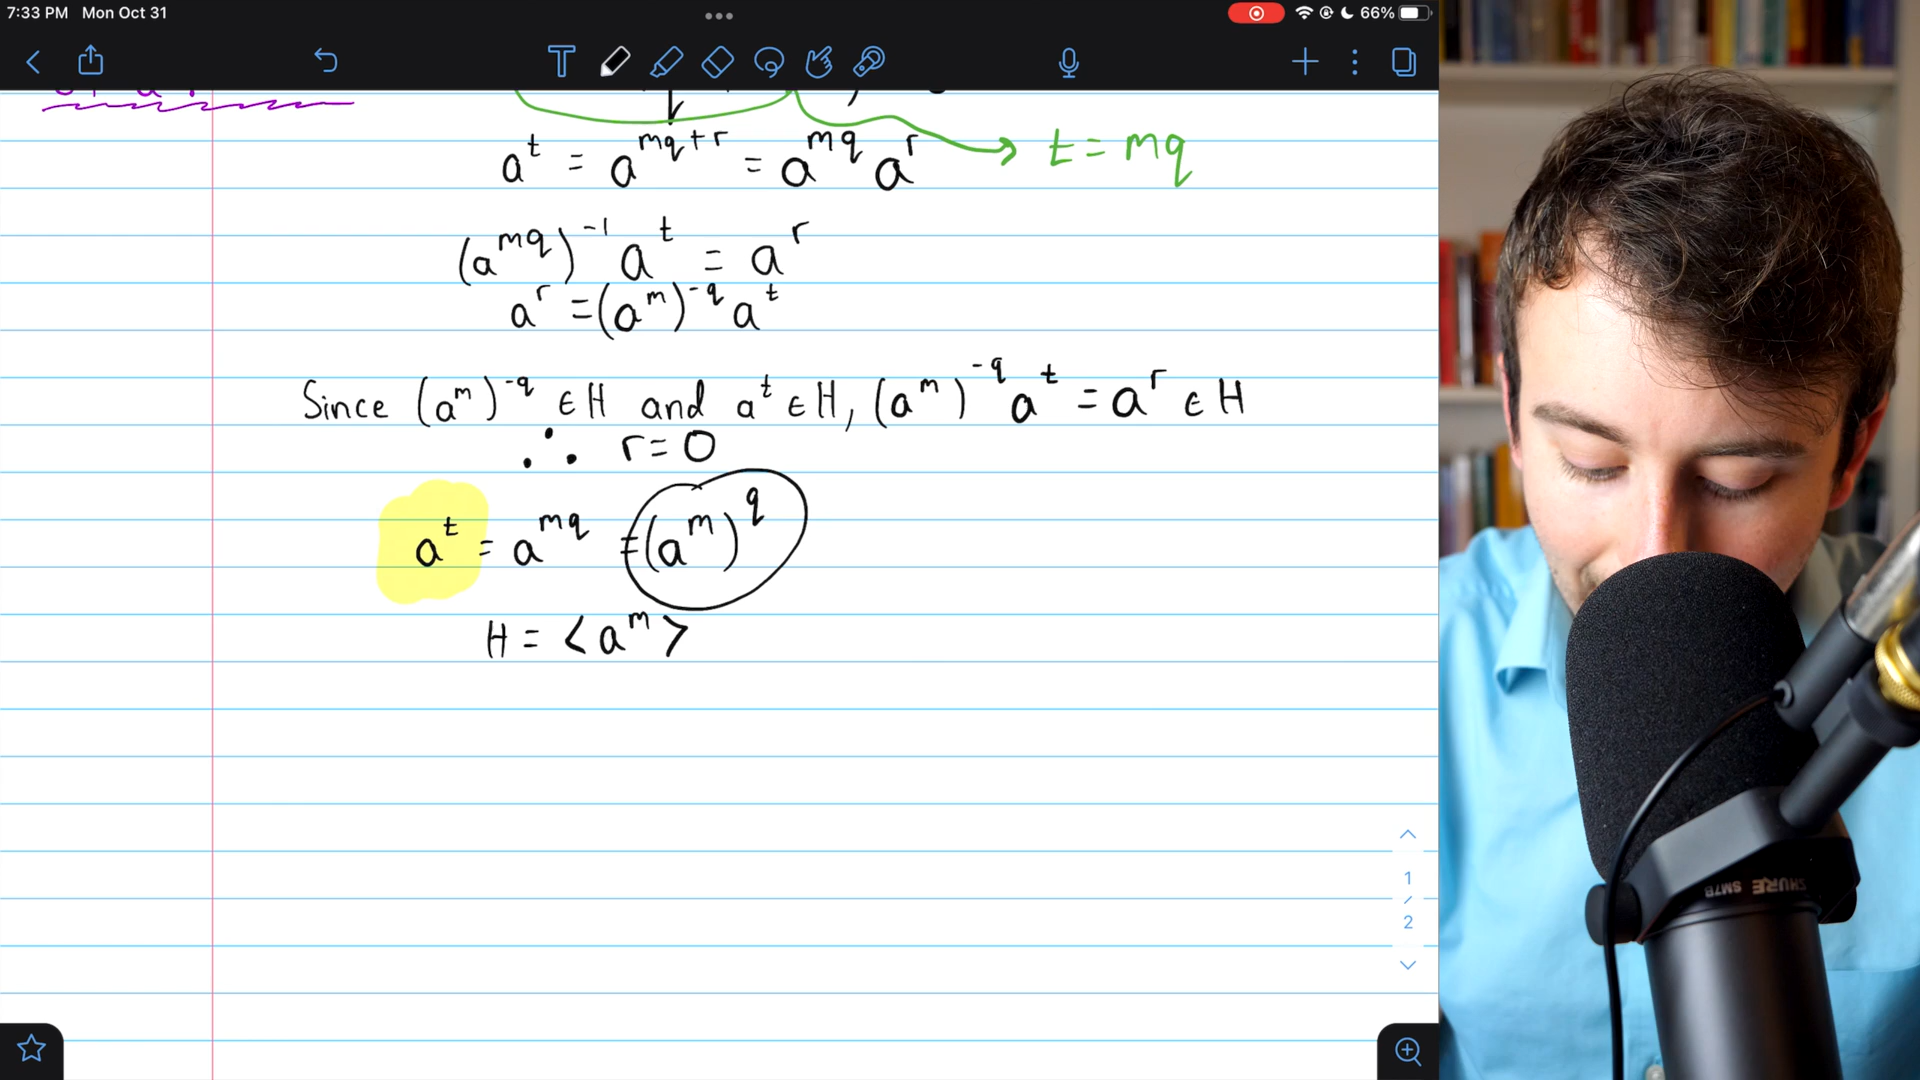 7:33 PM Mon Oct 31
66%
a^t = a^{mq+r} = a^{mq} a^r → t = mq
(a^{mq})^{-1} a^t = a^r
a^r = (a^m)^{-q} a^t
Since (a^m)^{-q} ∈ H and a^t ∈ H, (a^m)^{-q} a^t = a^r ∈ H
∴ r = 0
a^t = a^{mq} = (a^m)^q
H = <a^m>
1
/
2
SHURE SM7B